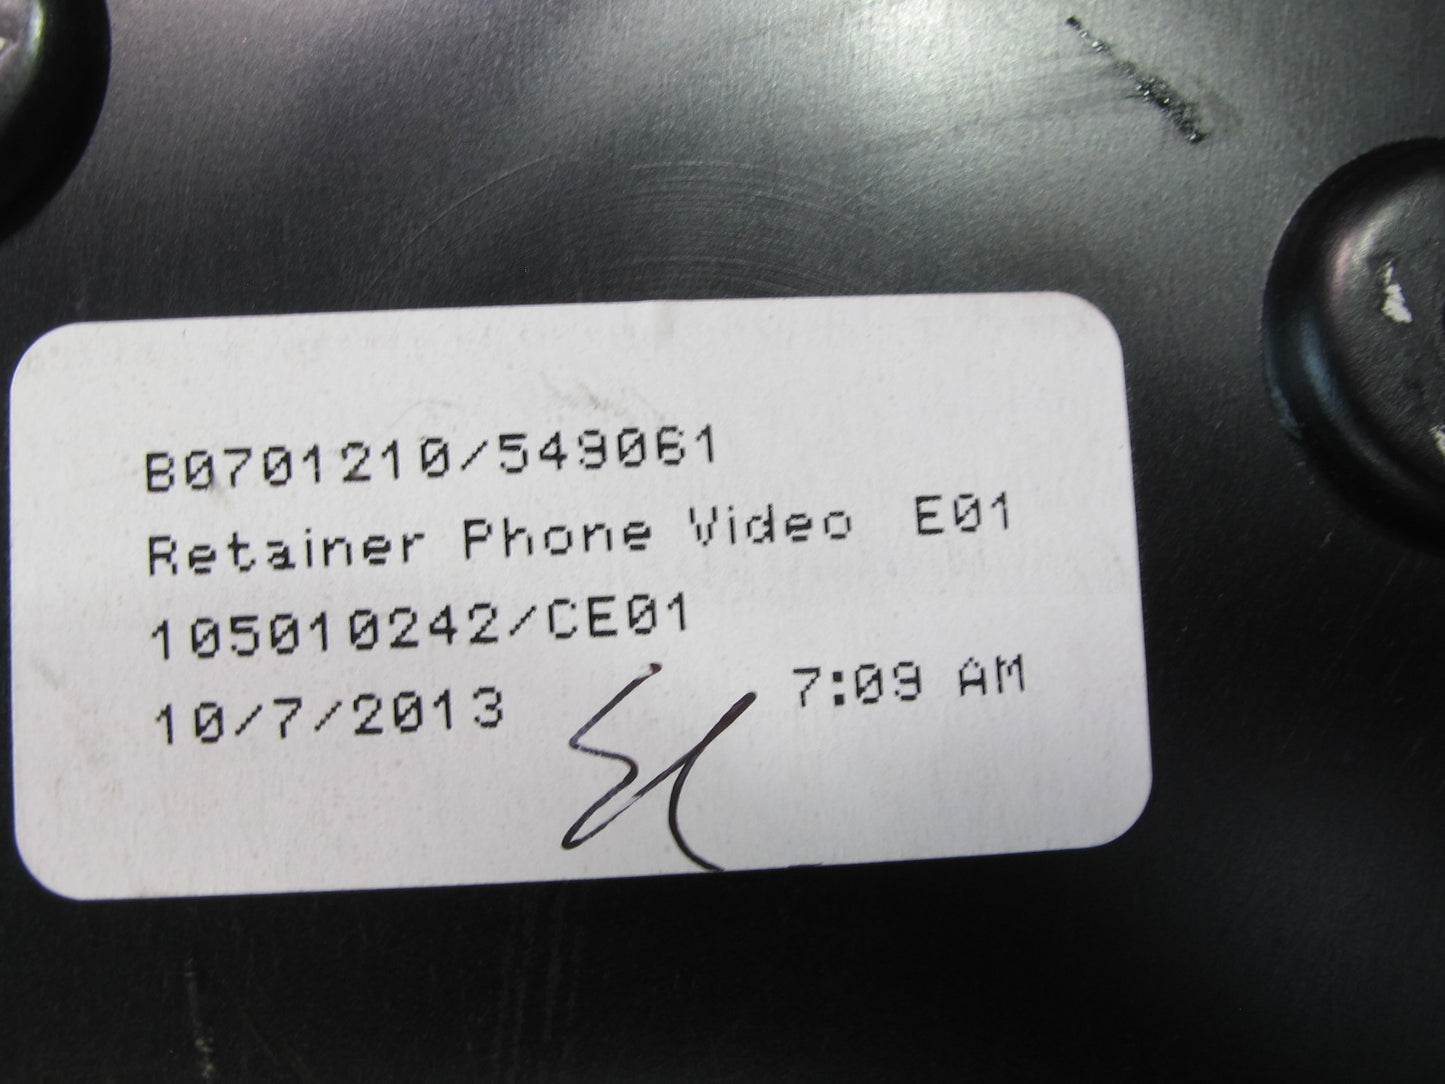 B0701210/549061
Retainer Phone Video E01
105010242/CE01
10/7/2013 7:09 AM